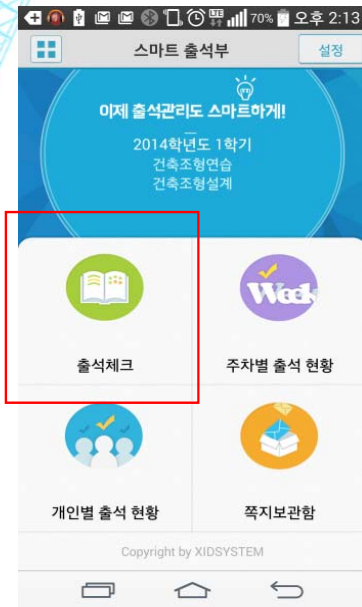 70% 오후 2:13
스마트 출석부
설정
이제 출석관리도 스마트하게!
2014학년도 1학기
건축조형연습
건축조형설계
Week
출석체크
주차별 출석 현황
개인별 출석 현황
쪽지보관함
Copyright by XIDSYSTEM